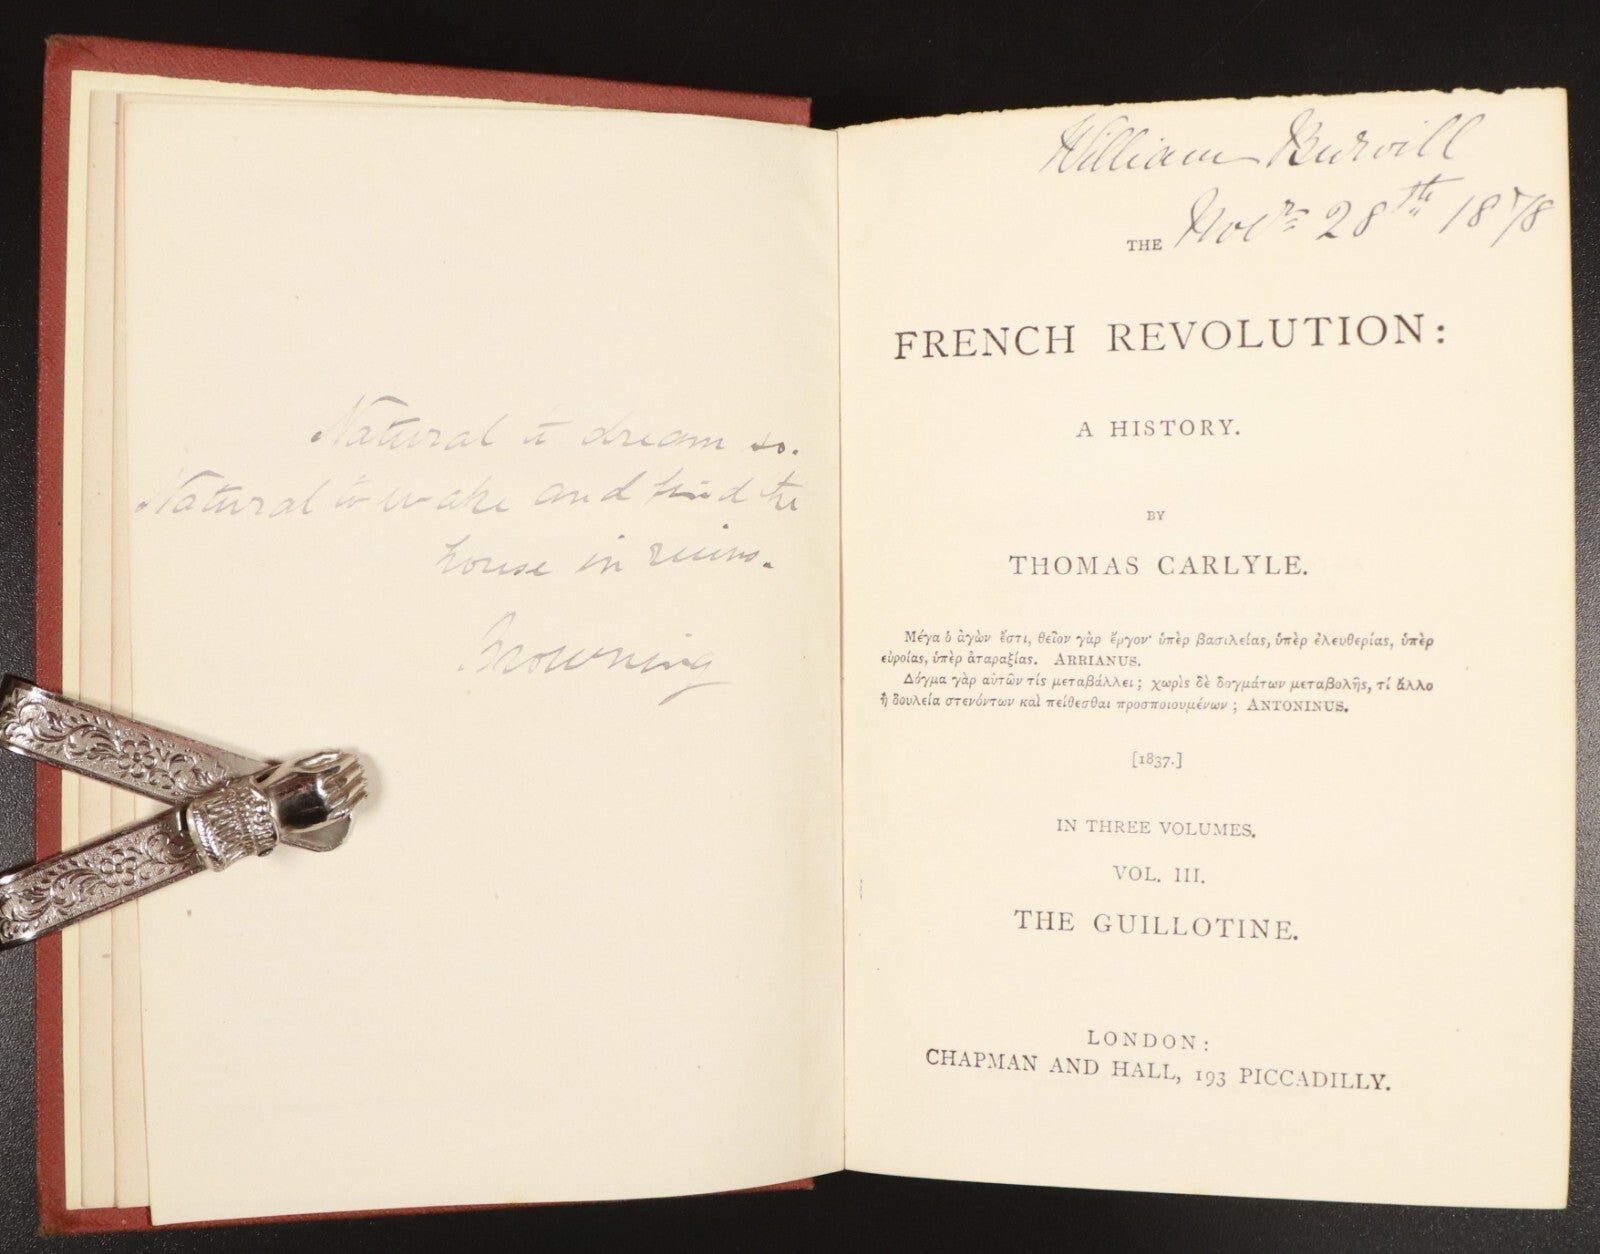 Natural to dream so.
Natural to wake and find the
house in ruins.
Browning
William Burvill
THE Novr 28th 1878
FRENCH REVOLUTION:
A HISTORY.
BY
THOMAS CARLYLE.
Μέγα ὁ ἀγὼν ἔστι, θεῖον γὰρ ἔργον· ὑπὲρ βασιλείας, ὑπὲρ ἐλευθερίας, ὑπὲρ
εὐροίας, ὑπὲρ ἀταραξίας. ARRIANUS.
Δόγμα γὰρ αὐτῶν τίς μεταβάλλει; χωρὶς δὲ δογμάτων μεταβολῆς, τί ἄλλο
ἢ δουλεία στενόντων καὶ πείθεσθαι προσποιουμένων; ANTONINUS.
[1837.]
IN THREE VOLUMES.
VOL. III.
THE GUILLOTINE.
LONDON:
CHAPMAN AND HALL, 193 PICCADILLY.